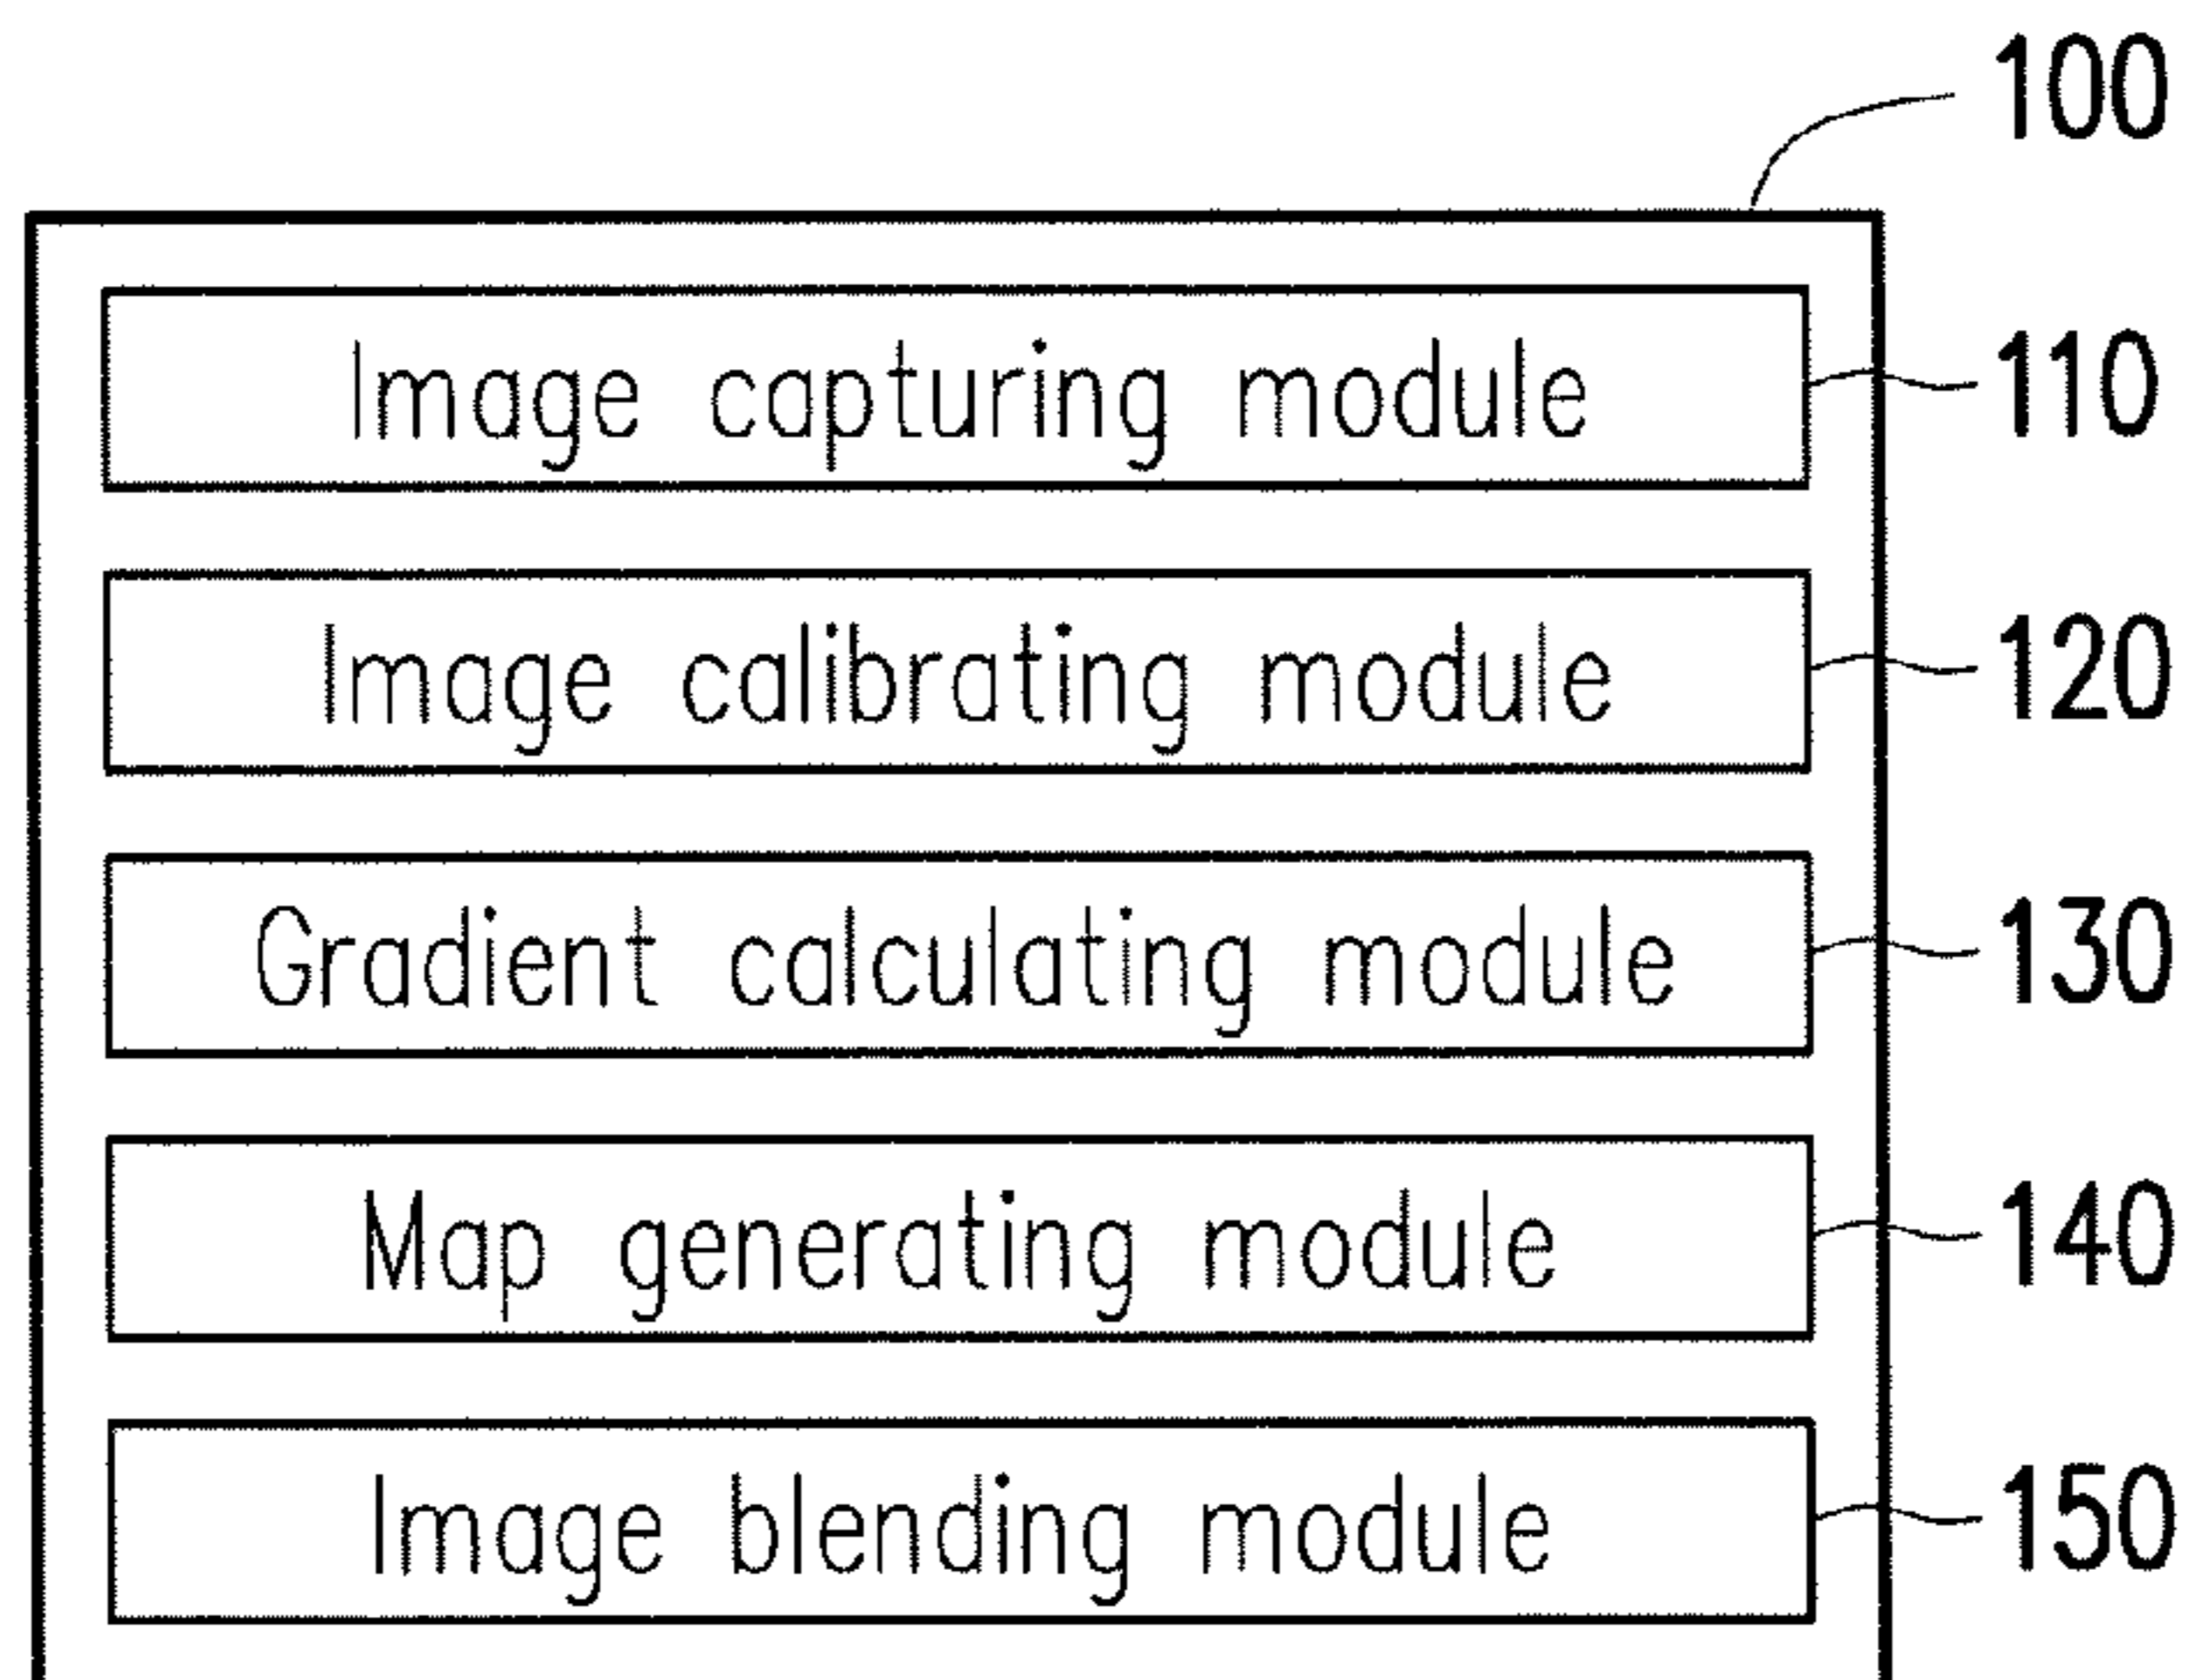 100
Image capturing module 110
Image calibrating module 120
Gradient calculating module 130
Map generating module 140
Image blending module 150